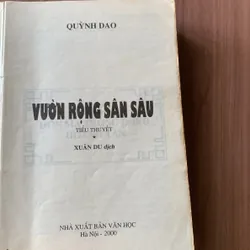 QUỲNH DAO
VƯỜN RỘNG SÂN SÂU
TIỂU THUYẾT
XUÂN DU dịch
NHÀ XUẤT BẢN VĂN HỌC
Hà Nội - 2000